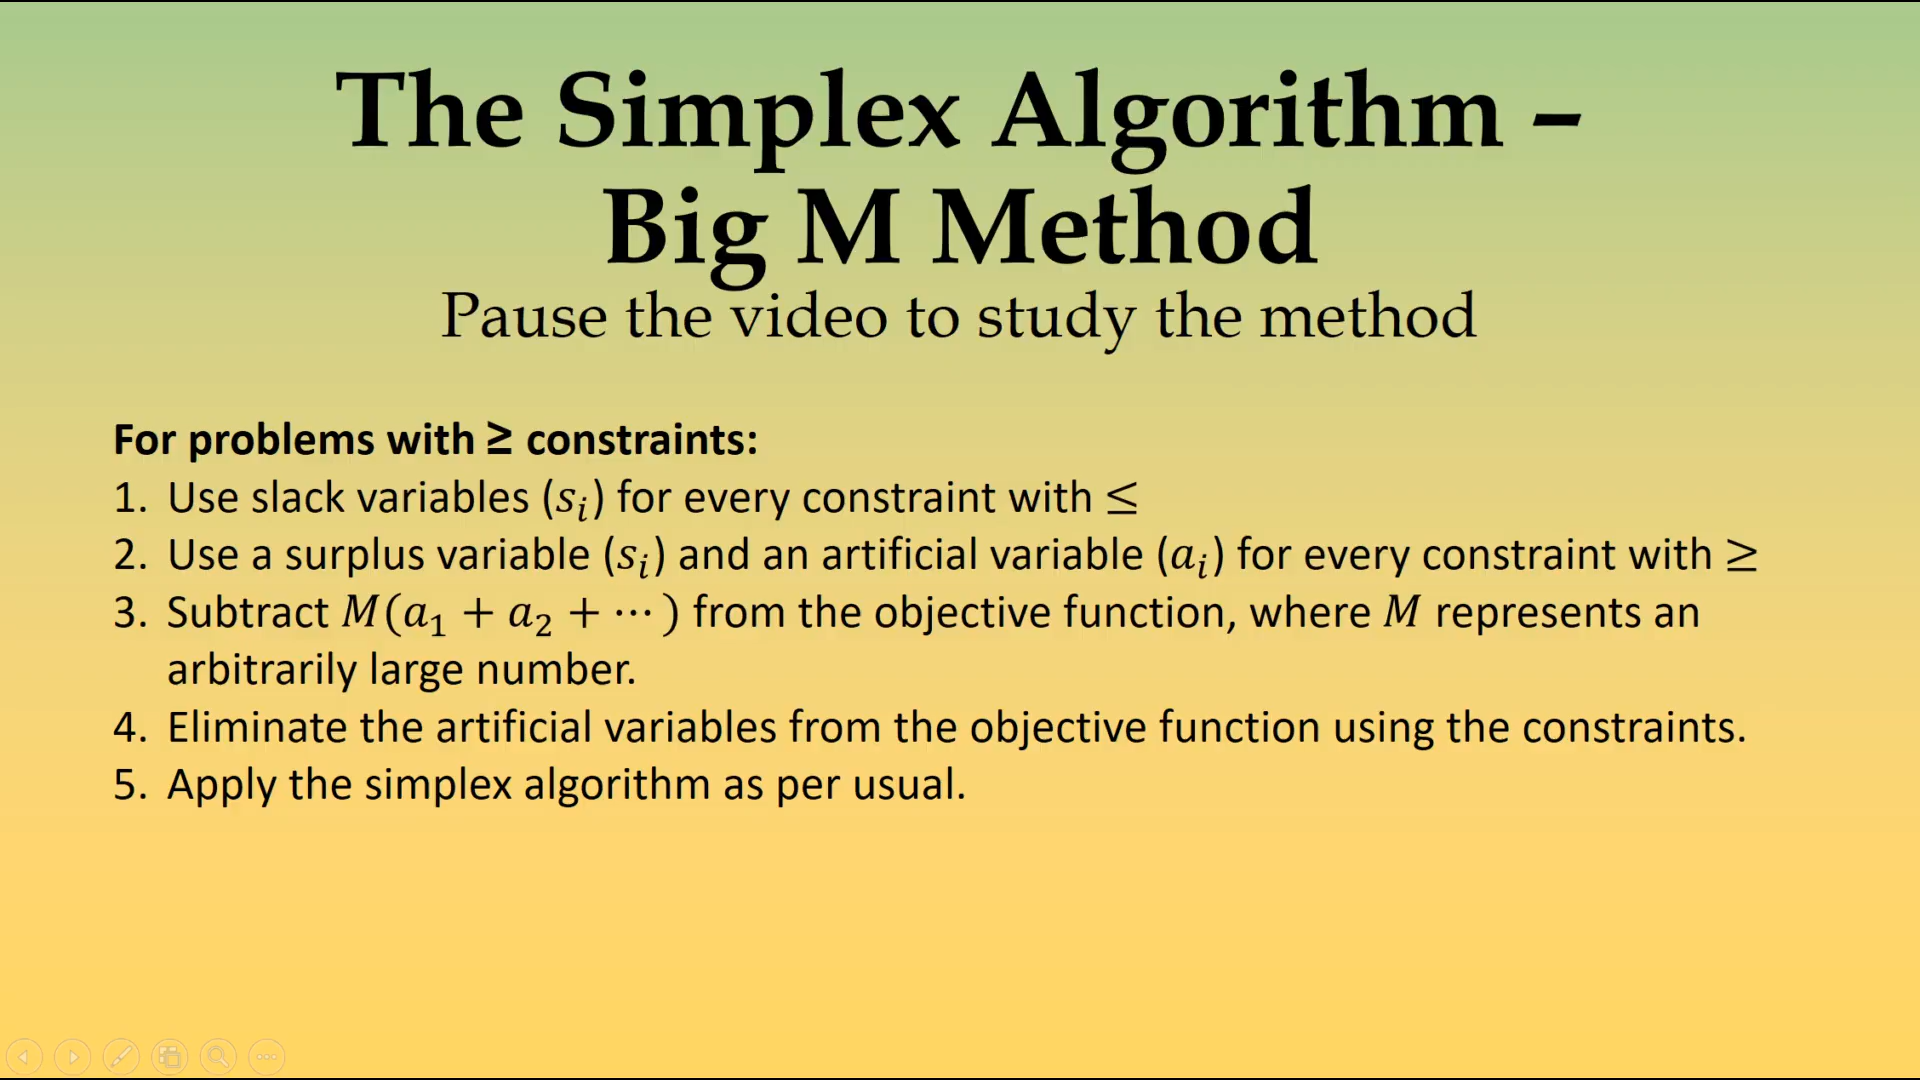 The Simplex Algorithm –
Big M Method
Pause the video to study the method
For problems with ≥ constraints:
1. Use slack variables (𝑠ᵢ) for every constraint with ≤
2. Use a surplus variable (𝑠ᵢ) and an artificial variable (𝑎ᵢ) for every constraint with ≥
3. Subtract 𝑀(𝑎₁ + 𝑎₂ + ⋯ ) from the objective function, where 𝑀 represents an
arbitrarily large number.
4. Eliminate the artificial variables from the objective function using the constraints.
5. Apply the simplex algorithm as per usual.